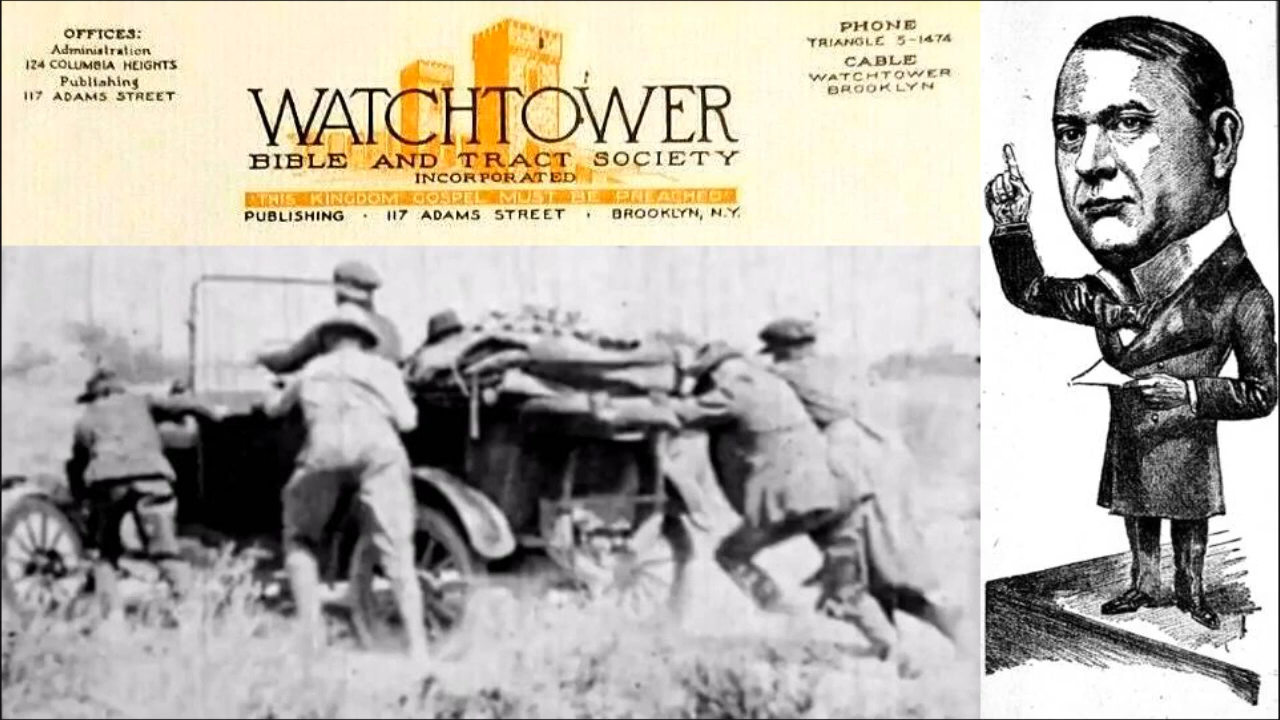 OFFICES:
Administration
124 COLUMBIA HEIGHTS
Publishing
117 ADAMS STREET
WATCHTOWER
BIBLE AND TRACT SOCIETY
INCORPORATED
"THIS KINGDOM GOSPEL MUST BE PREACHED"
PUBLISHING · 117 ADAMS STREET · BROOKLYN, N.Y.
PHONE
TRIANGLE 5-1474
CABLE
WATCHTOWER
BROOKLYN